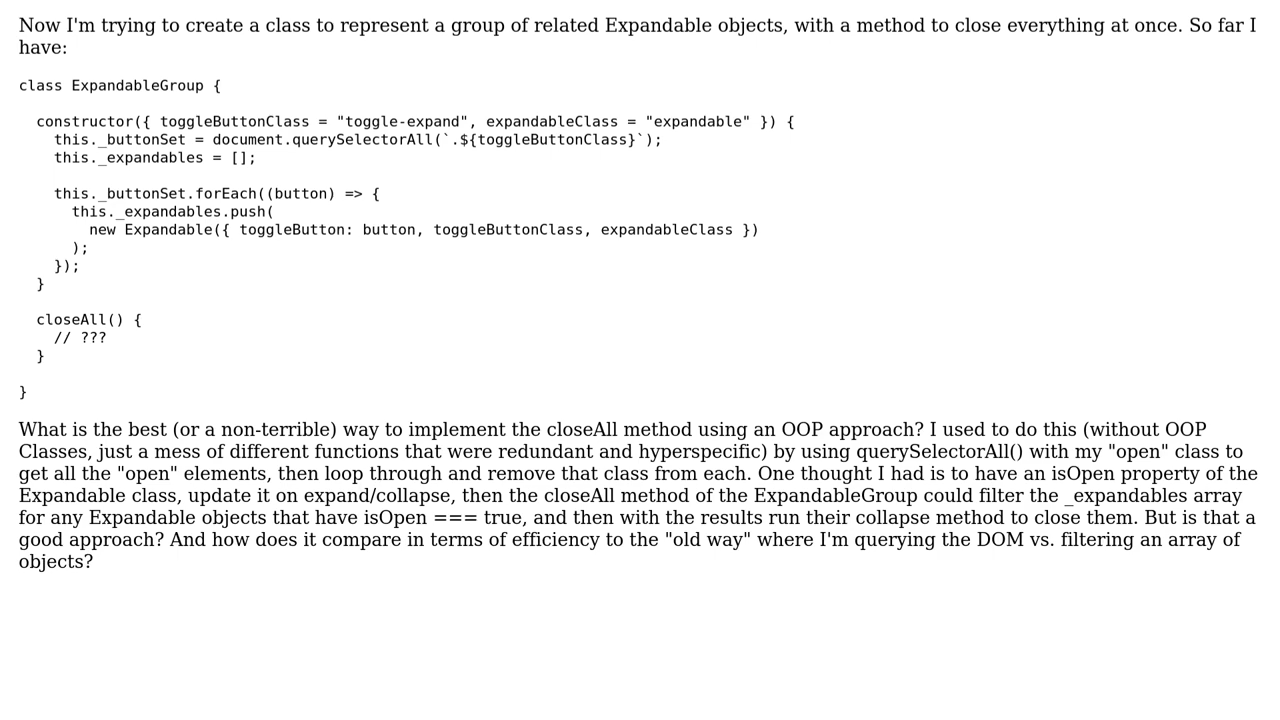 Now I'm trying to create a class to represent a group of related Expandable objects, with a method to close everything at once. So far I
have:
class ExpandableGroup {
  constructor({ toggleButtonClass = "toggle-expand", expandableClass = "expandable" }) {
    this._buttonSet = document.querySelectorAll(`.${toggleButtonClass}`);
    this._expandables = [];
    this._buttonSet.forEach((button) => {
      this._expandables.push(
        new Expandable({ toggleButton: button, toggleButtonClass, expandableClass })
      );
    });
  }
  closeAll() {
    // ???
  }
}
What is the best (or a non-terrible) way to implement the closeAll method using an OOP approach? I used to do this (without OOP
Classes, just a mess of different functions that were redundant and hyperspecific) by using querySelectorAll() with my "open" class to
get all the "open" elements, then loop through and remove that class from each. One thought I had is to have an isOpen property of the
Expandable class, update it on expand/collapse, then the closeAll method of the ExpandableGroup could filter the _expandables array
for any Expandable objects that have isOpen === true, and then with the results run their collapse method to close them. But is that a
good approach? And how does it compare in terms of efficiency to the "old way" where I'm querying the DOM vs. filtering an array of
objects?